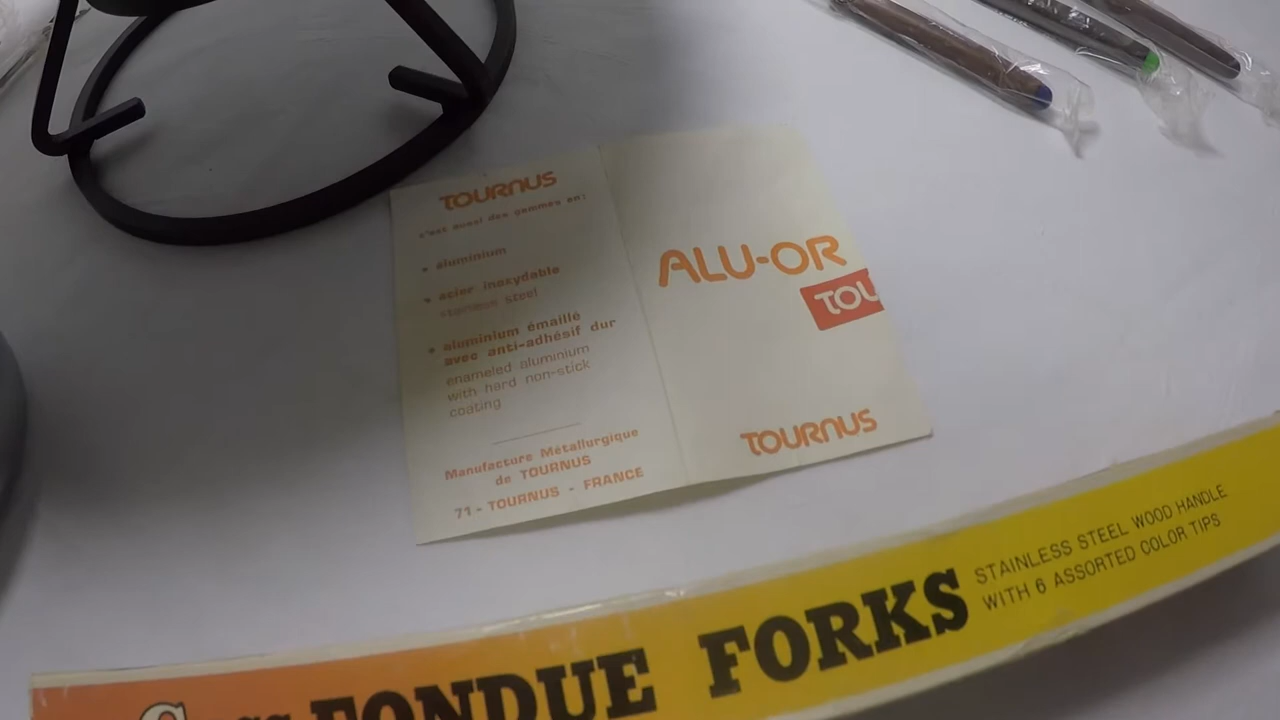 TOURNUS
c'est aussi des gammes en:
• aluminium
• acier inoxydable
stainless steel
• aluminium émaillé
avec anti-adhésif dur
enameled aluminium
with hard non-stick
coating
Manufacture Métallurgique
de TOURNUS
71 - TOURNUS - FRANCE
ALU-OR
TOU
TOURNUS
FONDUE FORKS
STAINLESS STEEL WOOD HANDLE
WITH 6 ASSORTED COLOR TIPS